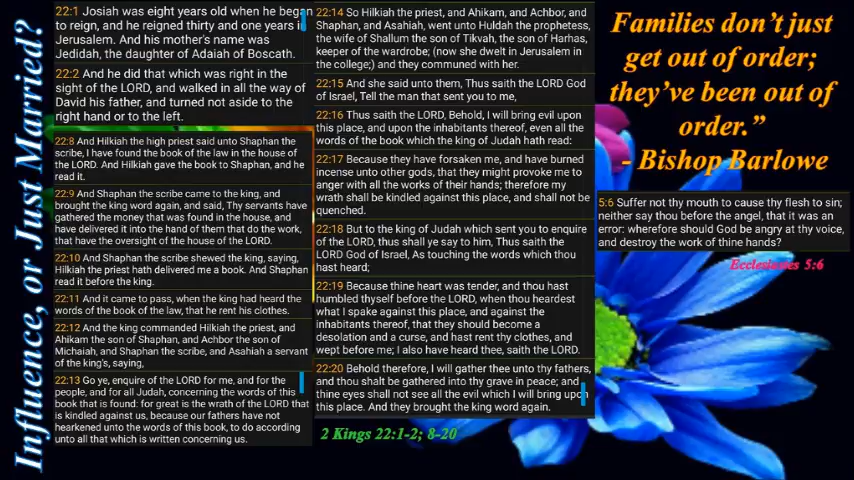 Influence, or Just Married?
22:1 Josiah was eight years old when he began
to reign, and he reigned thirty and one years in
Jerusalem. And his mother's name was
Jedidah, the daughter of Adaiah of Boscath.
22:2 And he did that which was right in the
sight of the LORD, and walked in all the way of
David his father, and turned not aside to the
right hand or to the left.
22:8 And Hilkiah the high priest said unto Shaphan the
scribe, I have found the book of the law in the house of
the LORD. And Hilkiah gave the book to Shaphan, and he
read it.
22:9 And Shaphan the scribe came to the king, and
brought the king word again, and said, Thy servants have
gathered the money that was found in the house, and
have delivered it into the hand of them that do the work,
that have the oversight of the house of the LORD.
22:10 And Shaphan the scribe shewed the king, saying,
Hilkiah the priest hath delivered me a book. And Shaphan
read it before the king.
22:11 And it came to pass, when the king had heard the
words of the book of the law, that he rent his clothes.
22:12 And the king commanded Hilkiah the priest, and
Ahikam the son of Shaphan, and Achbor the son of
Michaiah, and Shaphan the scribe, and Asahiah a servant
of the king's, saying,
22:13 Go ye, enquire of the LORD for me, and for the
people, and for all Judah, concerning the words of this
book that is found: for great is the wrath of the LORD that
is kindled against us, because our fathers have not
hearkened unto the words of this book, to do according
unto all that which is written concerning us.
22:14 So Hilkiah the priest, and Ahikam, and Achbor, and
Shaphan, and Asahiah, went unto Huldah the prophetess,
the wife of Shallum the son of Tikvah, the son of Harhas,
keeper of the wardrobe; (now she dwelt in Jerusalem in
the college;) and they communed with her.
22:15 And she said unto them, Thus saith the LORD God
of Israel, Tell the man that sent you to me,
22:16 Thus saith the LORD, Behold, I will bring evil upon
this place, and upon the inhabitants thereof, even all the
words of the book which the king of Judah hath read:
22:17 Because they have forsaken me, and have burned
incense unto other gods, that they might provoke me to
anger with all the works of their hands; therefore my
wrath shall be kindled against this place, and shall not be
quenched.
22:18 But to the king of Judah which sent you to enquire
of the LORD, thus shall ye say to him, Thus saith the
LORD God of Israel, As touching the words which thou
hast heard;
22:19 Because thine heart was tender, and thou hast
humbled thyself before the LORD, when thou heardest
what I spake against this place, and against the
inhabitants thereof, that they should become a
desolation and a curse, and hast rent thy clothes, and
wept before me; I also have heard thee, saith the LORD.
22:20 Behold therefore, I will gather thee unto thy fathers,
and thou shalt be gathered into thy grave in peace; and
thine eyes shall not see all the evil which I will bring upon
this place. And they brought the king word again.
2 Kings 22:1-2; 8-20
Families don't just
get out of order;
they've been out of
order.”
- Bishop Barlowe
5:6 Suffer not thy mouth to cause thy flesh to sin;
neither say thou before the angel, that it was an
error: wherefore should God be angry at thy voice,
and destroy the work of thine hands?
Ecclesiastes 5:6